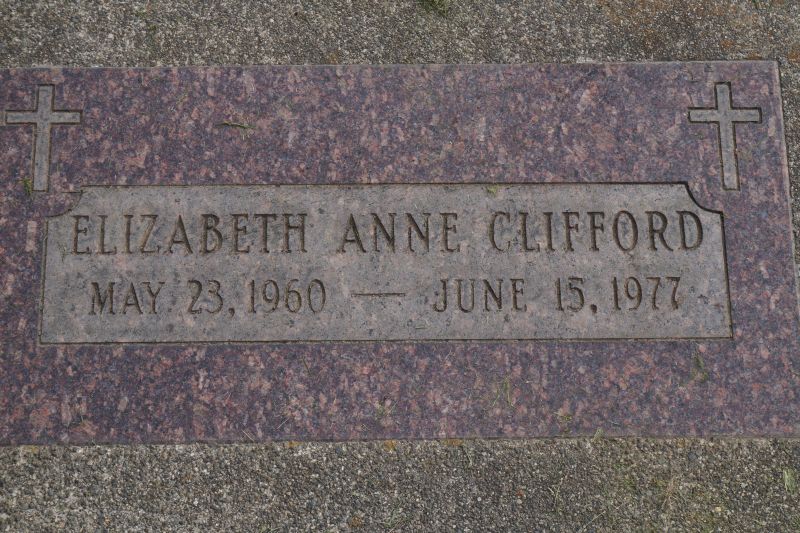 ELIZABETH ANNE CLIFFORD
MAY 23, 1960 — JUNE 15, 1977